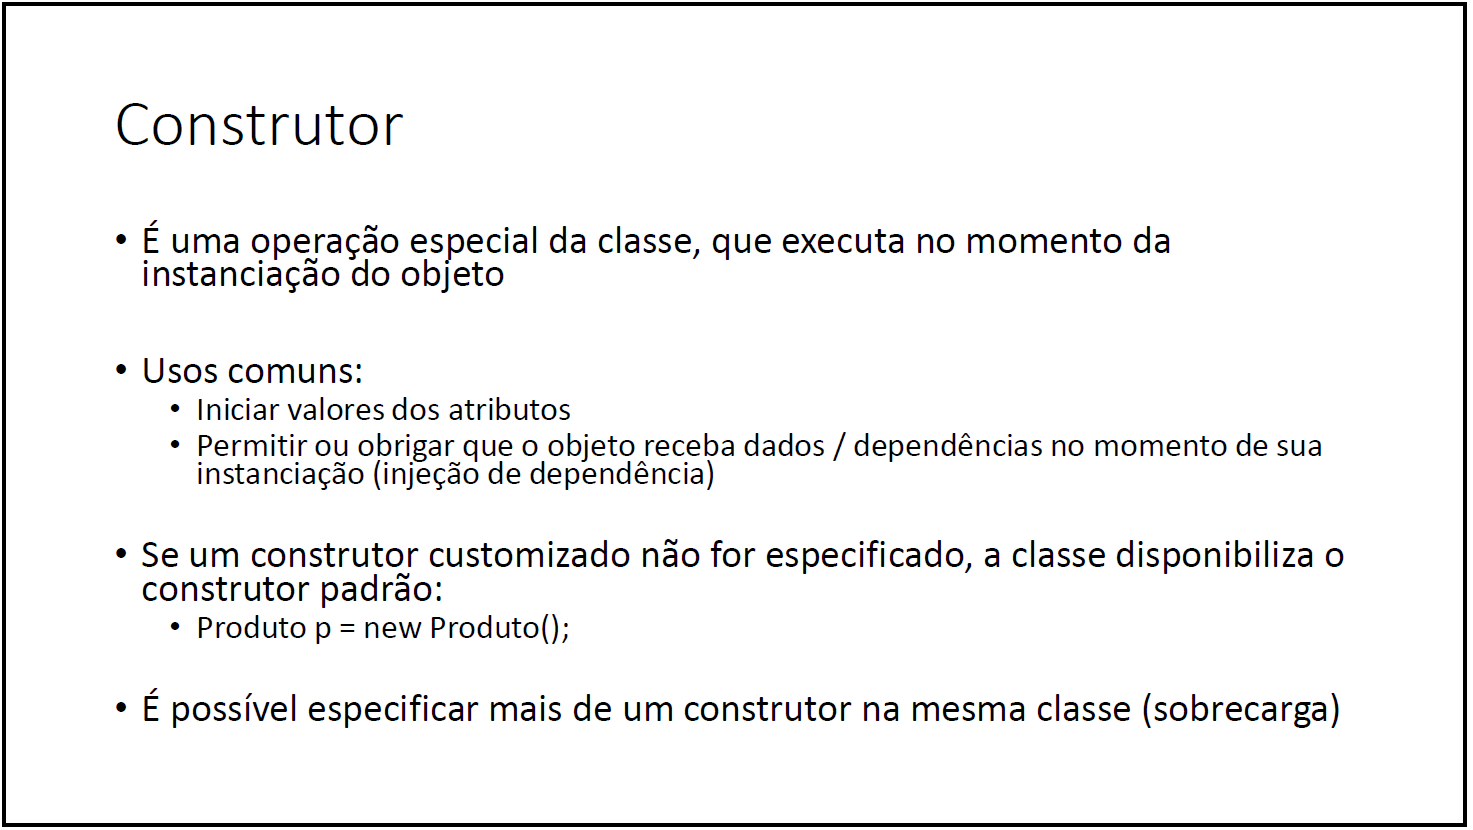 Construtor
• É uma operação especial da classe, que executa no momento da
instanciação do objeto
• Usos comuns:
• Iniciar valores dos atributos
• Permitir ou obrigar que o objeto receba dados / dependências no momento de sua
instanciação (injeção de dependência)
• Se um construtor customizado não for especificado, a classe disponibiliza o
construtor padrão:
• Produto p = new Produto();
• É possível especificar mais de um construtor na mesma classe (sobrecarga)